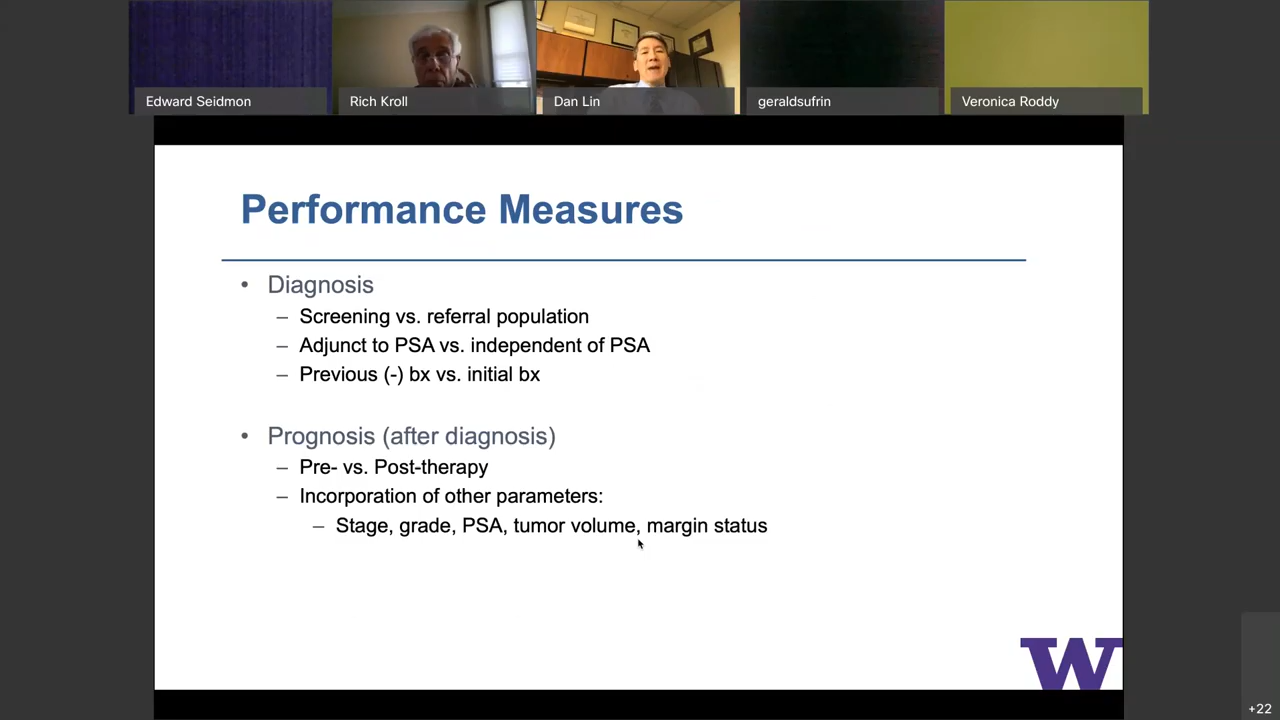 Edward Seidmon
Rich Kroll
Dan Lin
geraldsufrin
Veronica Roddy
Performance Measures
• Diagnosis
– Screening vs. referral population
– Adjunct to PSA vs. independent of PSA
– Previous (-) bx vs. initial bx
• Prognosis (after diagnosis)
– Pre- vs. Post-therapy
– Incorporation of other parameters:
– Stage, grade, PSA, tumor volume, margin status
W
+22